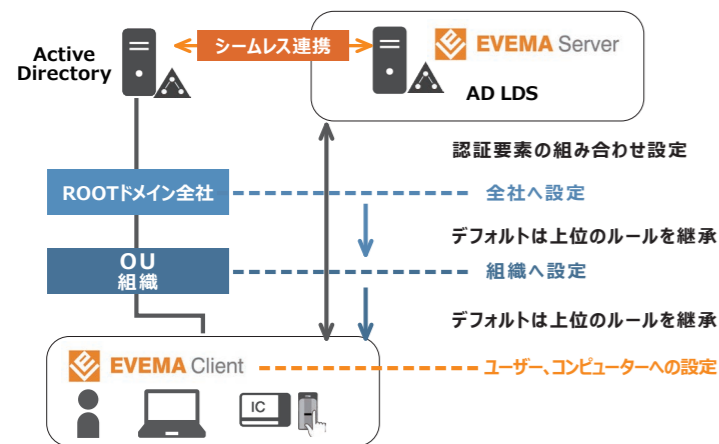 Active
Directory
シームレス連携
EVEMA Server
AD LDS
認証要素の組み合わせ設定
ROOTドメイン全社
全社へ設定
デフォルトは上位のルールを継承
OU
組織
組織へ設定
デフォルトは上位のルールを継承
EVEMA Client
ユーザー、コンピューターへの設定
IC